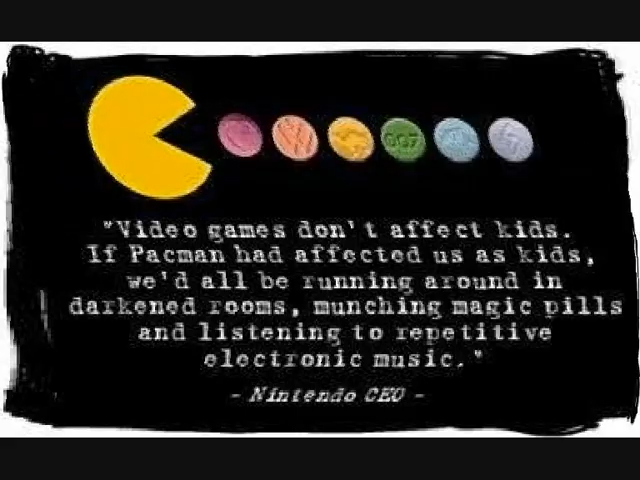 "Video games don't affect kids.
If Pacman had affected us as kids,
we'd all be running around in
darkened rooms, munching magic pills
and listening to repetitive
electronic music."
- Nintendo CEO -